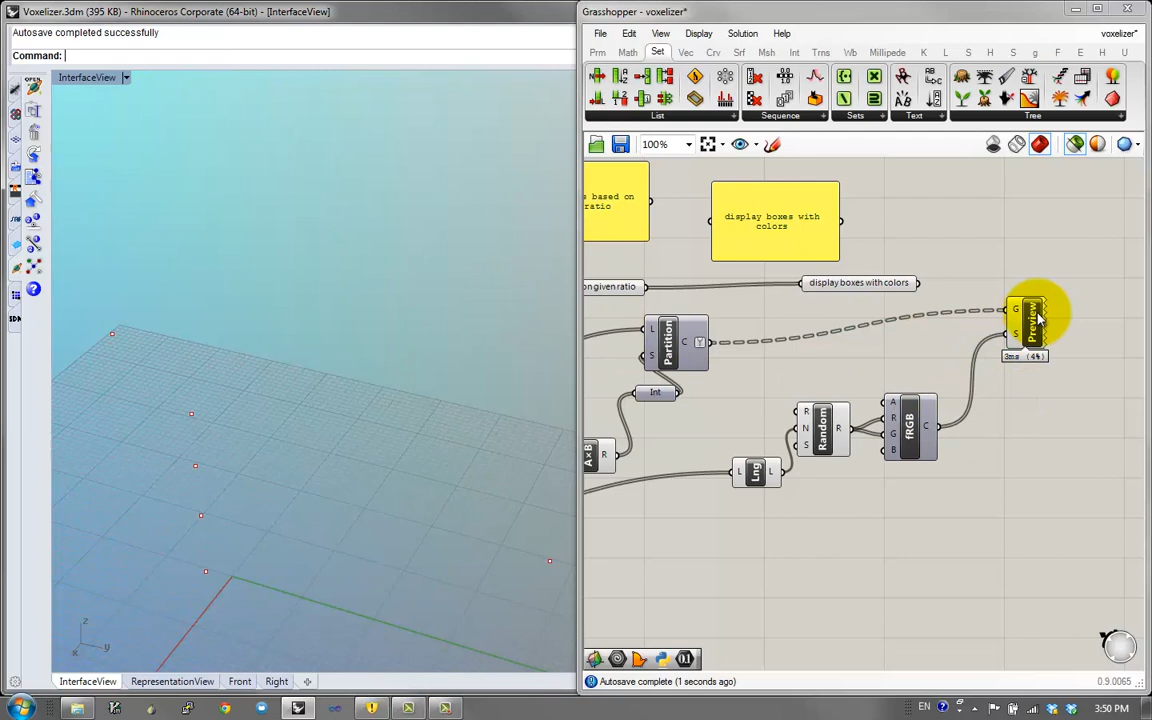 Voxelizer.3dm (395 KB) - Rhinoceros Corporate (64-bit) - [InterfaceView]
Autosave completed successfully
Command:
InterfaceView
InterfaceView
RepresentationView
Front
Right
Grasshopper - voxelizer*
File
Edit
View
Display
Solution
Help
voxelizer*
Prm
Math
Set
Vec
Crv
Srf
Msh
Int
Trns
Wb
Millipede
K
L
S
H
S
g
F
E
H
U
List
Sequence
Sets
Text
Tree
100%
s based on
ratio
display boxes with
colors
on given ratio
display boxes with colors
L
S
Partition
C
Int
A×B
R
L
Lng
L
R
N
S
Random
R
A
R
G
B
fRGB
C
G
S
Preview
3ms (4%)
Autosave complete (1 seconds ago)
0.9.0065
EN
3:50 PM